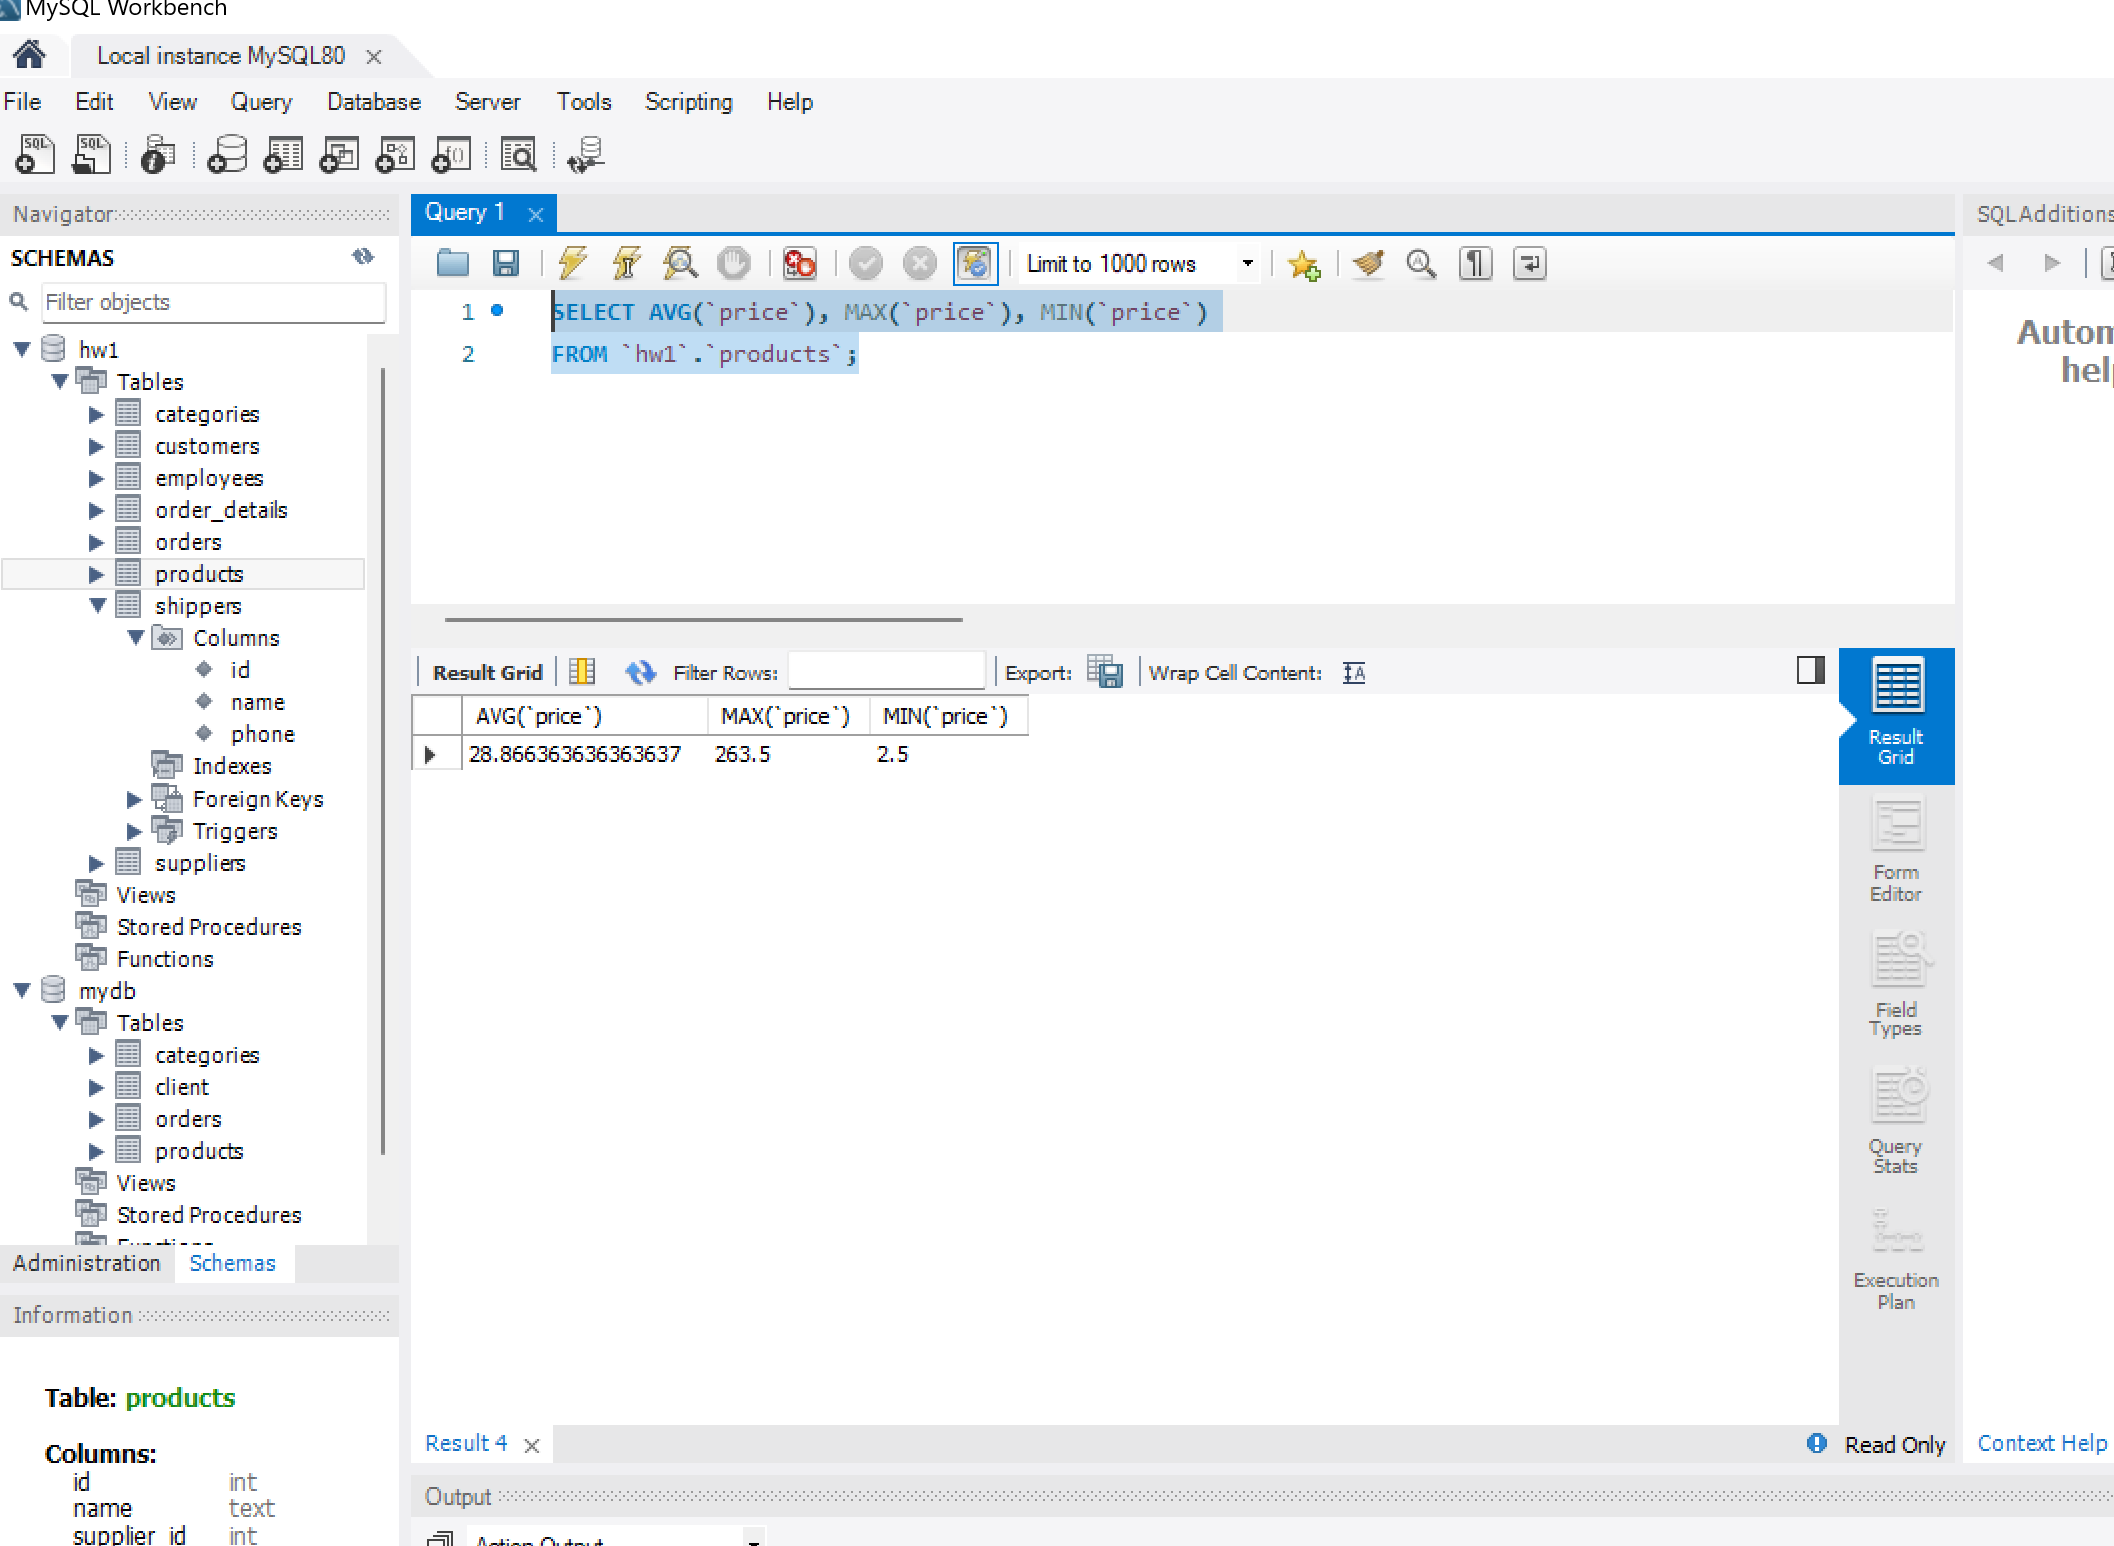 MySQL Workbench
Local instance MySQL80
File Edit View Query Database Server Tools Scripting Help
Navigator
SCHEMAS
Filter objects
hw1
Tables
categories
customers
employees
order_details
orders
products
shippers
Columns
id
name
phone
Indexes
Foreign Keys
Triggers
suppliers
Views
Stored Procedures
Functions
mydb
Tables
categories
client
orders
products
Views
Stored Procedures
Functions
Administration Schemas
Information
Table: products
Columns:
id int
name text
supplier_id int
Query 1
Limit to 1000 rows
1 SELECT AVG(`price`), MAX(`price`), MIN(`price`)
2 FROM `hw1`.`products`;
Result Grid Filter Rows: Export: Wrap Cell Content:
AVG(`price`) MAX(`price`) MIN(`price`)
28.866363636363637 263.5 2.5
Result
Grid
Form
Editor
Field
Types
Query
Stats
Execution
Plan
Result 4
Read Only
Output
Action Output
SQLAdditions
Context Help